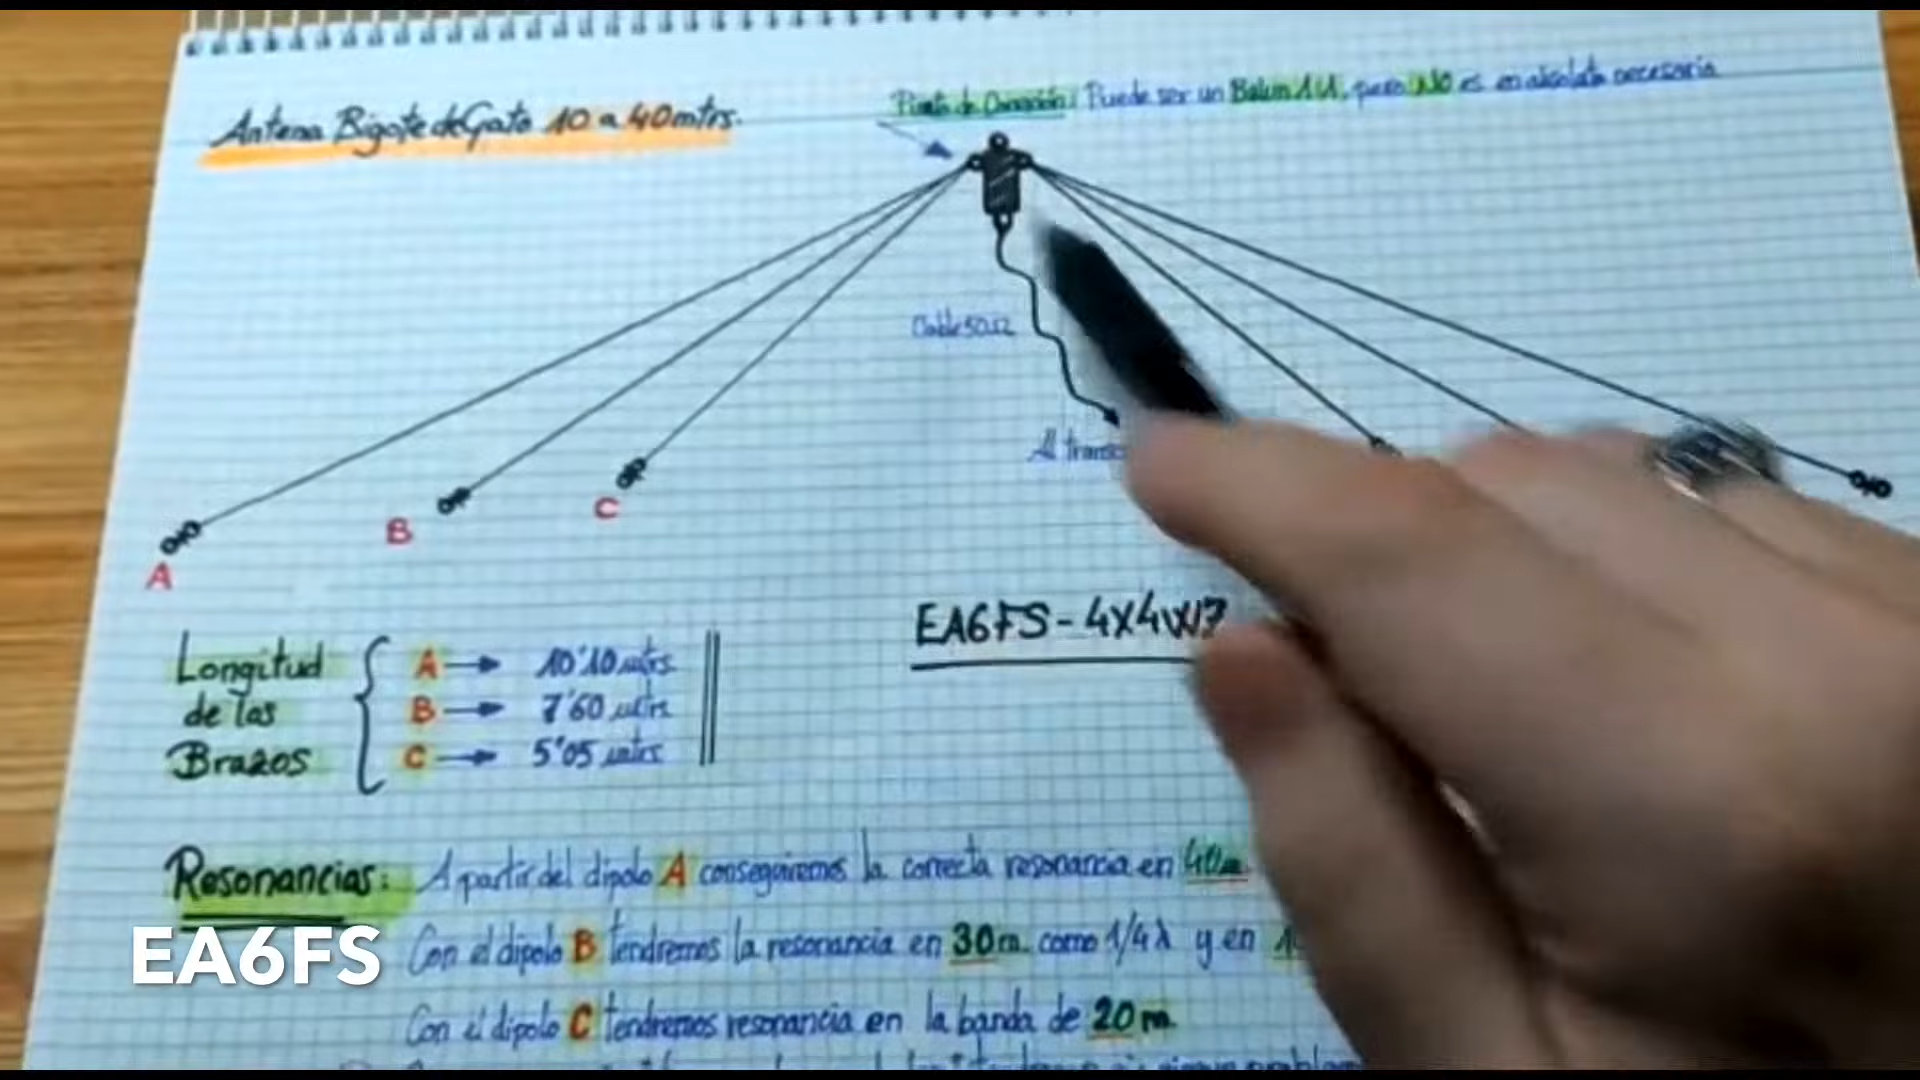 Antena Bigote de Gato 10 a 40 mtrs.
Punto de Conexión: Puede ser un Balun 1:1, pero NO es en absoluto necesario
Cable 50Ω
Al
A
B
C
EA6FS - 4X4W17
Longitud de las Brazos
A → 10'10 mtrs.
B → 7'60 mtrs
C → 5'05 mtrs
Resonancias: A partir del dipolo A conseguiremos la correcta resonancia en 40m.
Con el dipolo B tendremos la resonancia en 30m como 1/4 λ y en
Con el dipolo C tendremos resonancia en la banda de 20m
EA6FS